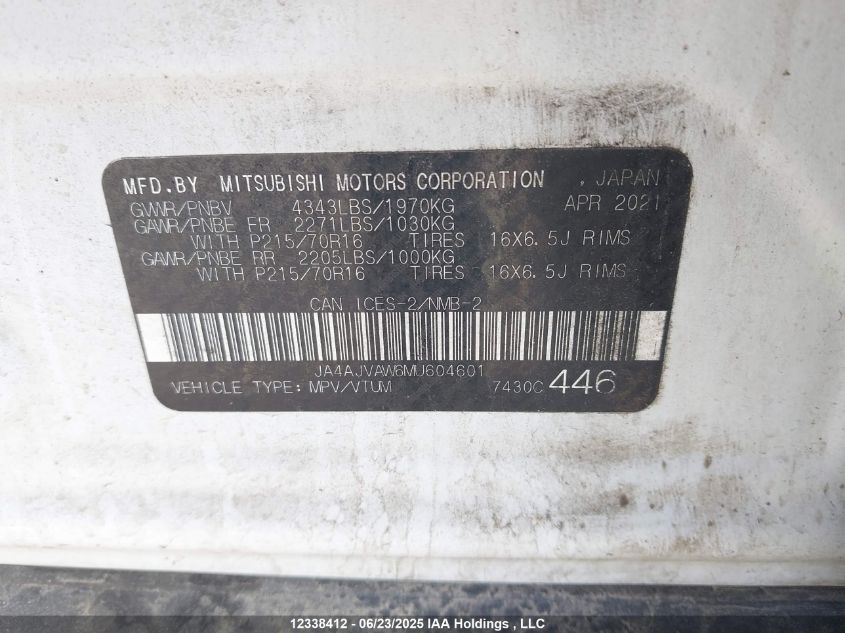 MFD.BY MITSUBISHI MOTORS CORPORATION , JAPAN
GVWR/PNBV 4343LBS/1970KG APR 2021
GAWR/PNBE FR 2271LBS/1030KG
WITH P215/70R16 TIRES 16X6.5J RIMS
GAWR/PNBE RR 2205LBS/1000KG
WITH P215/70R16 TIRES 16X6.5J RIMS
CAN ICES-2/NMB-2
JA4AJVAW6MU604601
VEHICLE TYPE: MPV/VTUM 7430C 446
12338412 - 06/23/2025 IAA Holdings , LLC